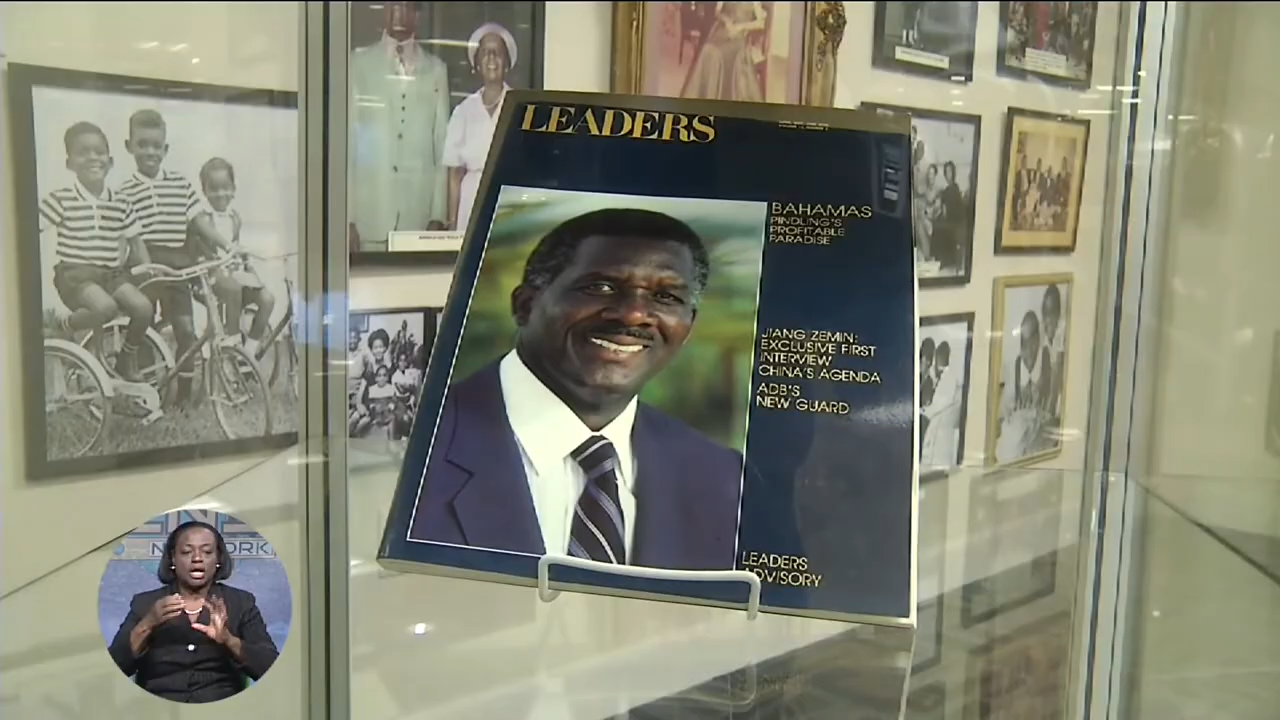 LEADERS
BAHAMAS
PINDLING'S
PROFITABLE
PARADISE
JIANG ZEMIN:
EXCLUSIVE FIRST
INTERVIEW
CHINA'S AGENDA
ADB'S
NEW GUARD
LEADERS
ADVISORY